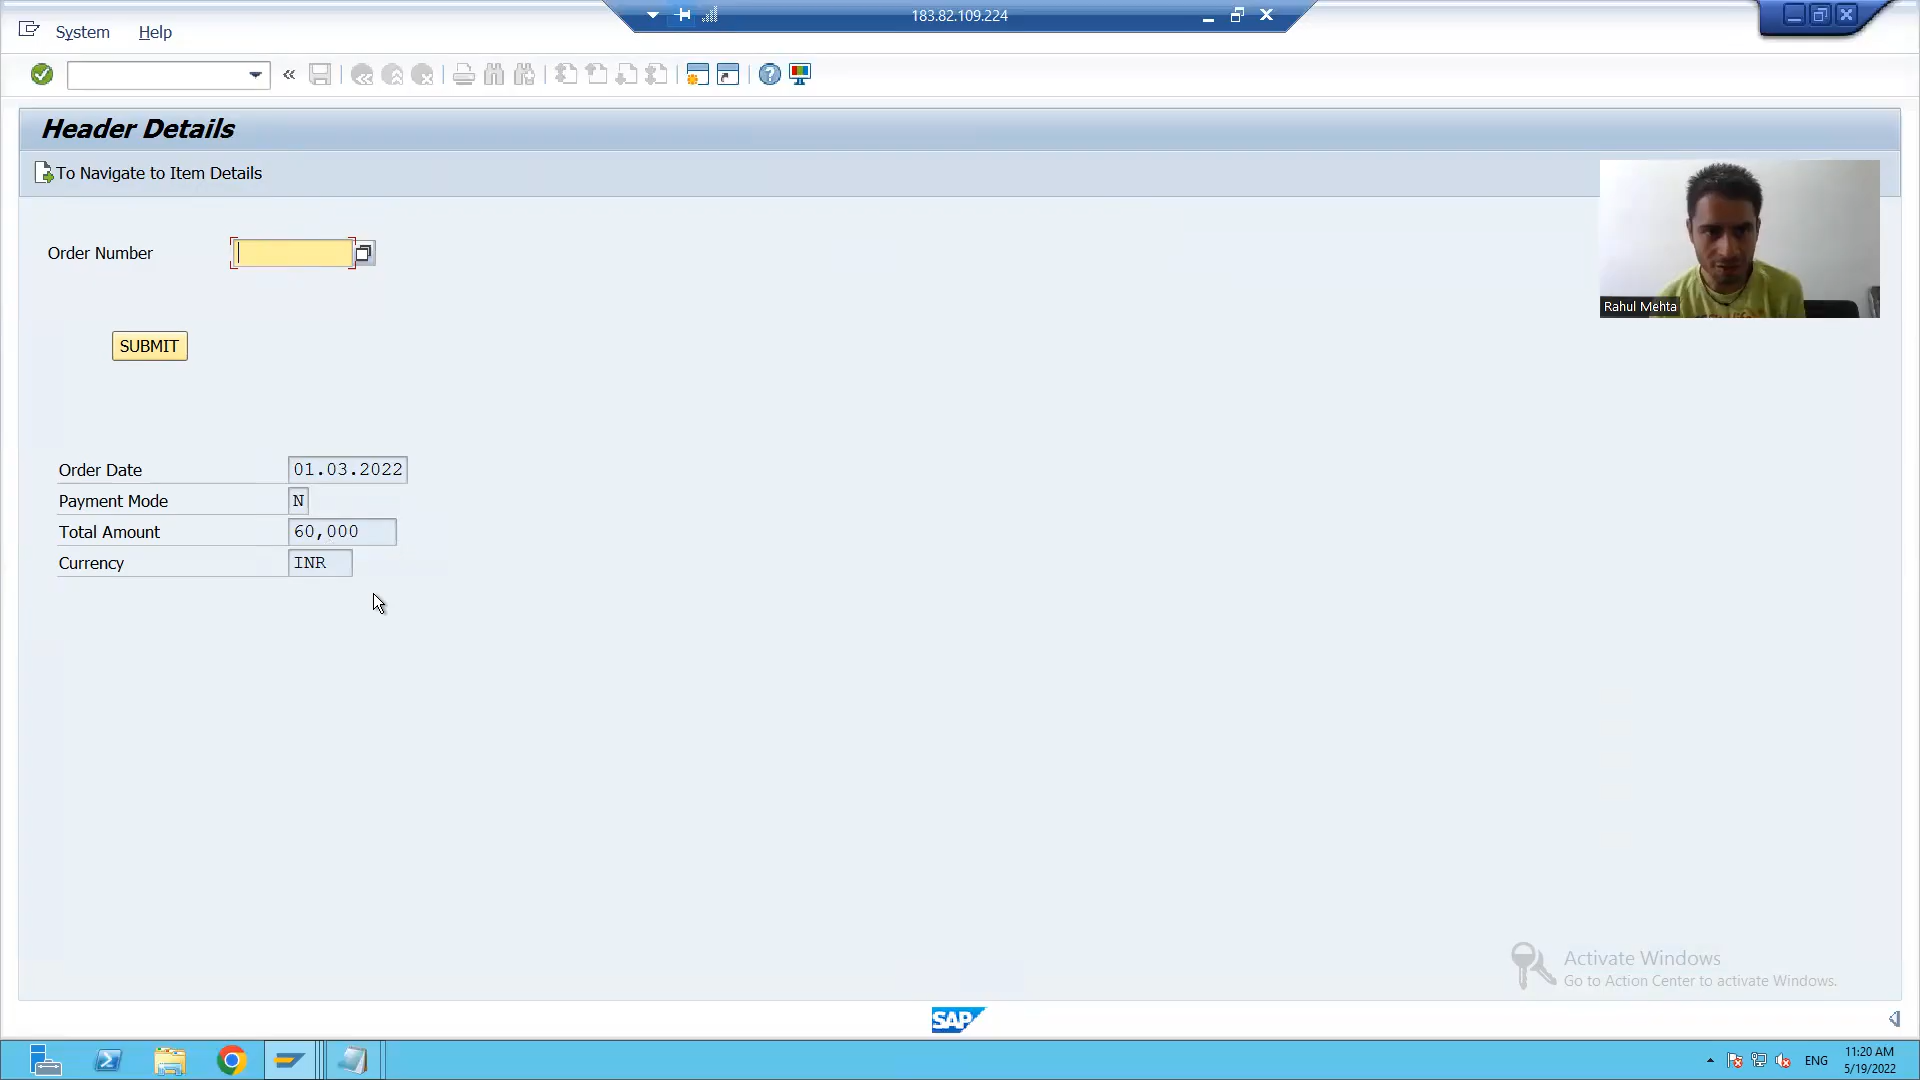 183.82.109.224
System Help
Header Details
To Navigate to Item Details
Rahul Mehta
Order Number
SUBMIT
Order Date 01.03.2022
Payment Mode N
Total Amount 60,000
Currency INR
Activate Windows
Go to Action Center to activate Windows.
SAP
ENG 11:20 AM
5/19/2022